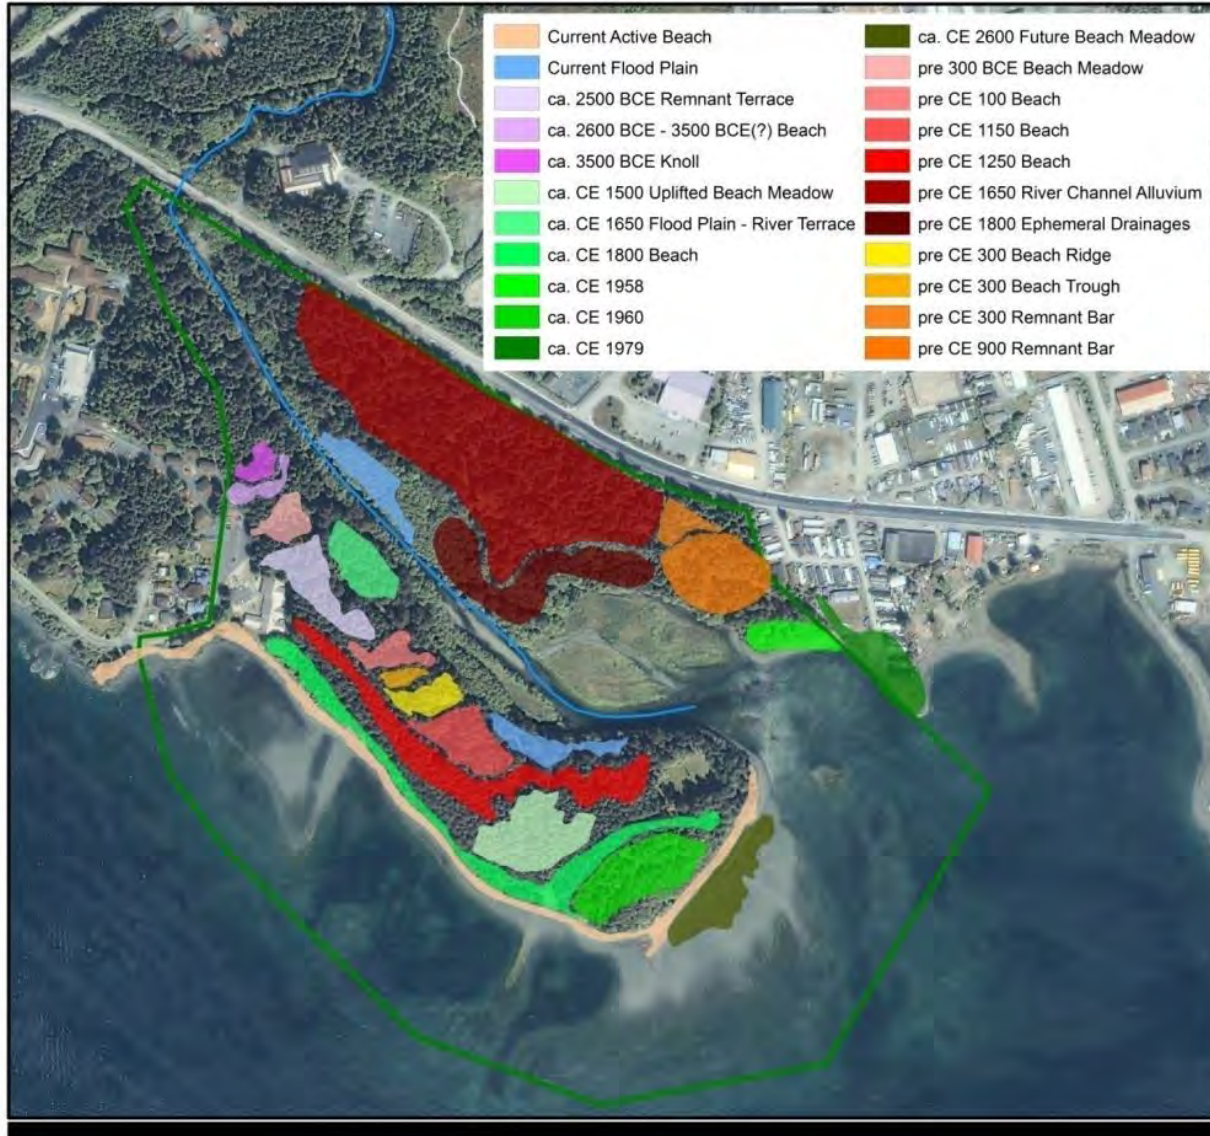 Current Active Beach
Current Flood Plain
ca. 2500 BCE Remnant Terrace
ca. 2600 BCE - 3500 BCE(?) Beach
ca. 3500 BCE Knoll
ca. CE 1500 Uplifted Beach Meadow
ca. CE 1650 Flood Plain - River Terrace
ca. CE 1800 Beach
ca. CE 1958
ca. CE 1960
ca. CE 1979
ca. CE 2600 Future Beach Meadow
pre 300 BCE Beach Meadow
pre CE 100 Beach
pre CE 1150 Beach
pre CE 1250 Beach
pre CE 1650 River Channel Alluvium
pre CE 1800 Ephemeral Drainages
pre CE 300 Beach Ridge
pre CE 300 Beach Trough
pre CE 300 Remnant Bar
pre CE 900 Remnant Bar